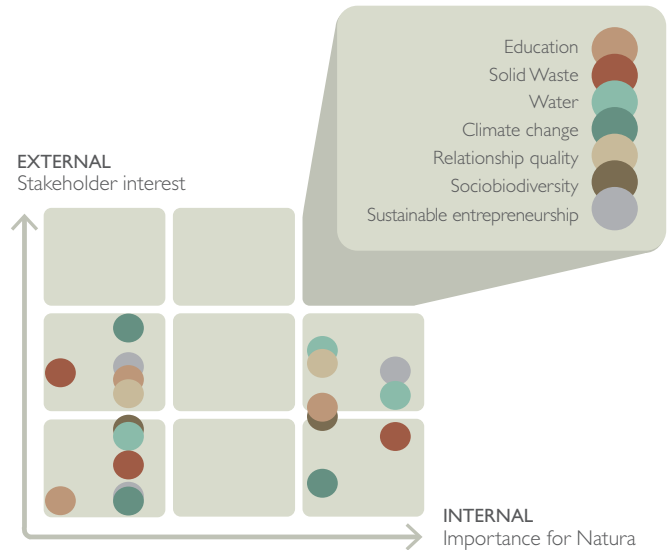 Education
Solid Waste
Water
Climate change
Relationship quality
Sociobiodiversity
Sustainable entrepreneurship
EXTERNAL
Stakeholder interest
INTERNAL
Importance for Natura